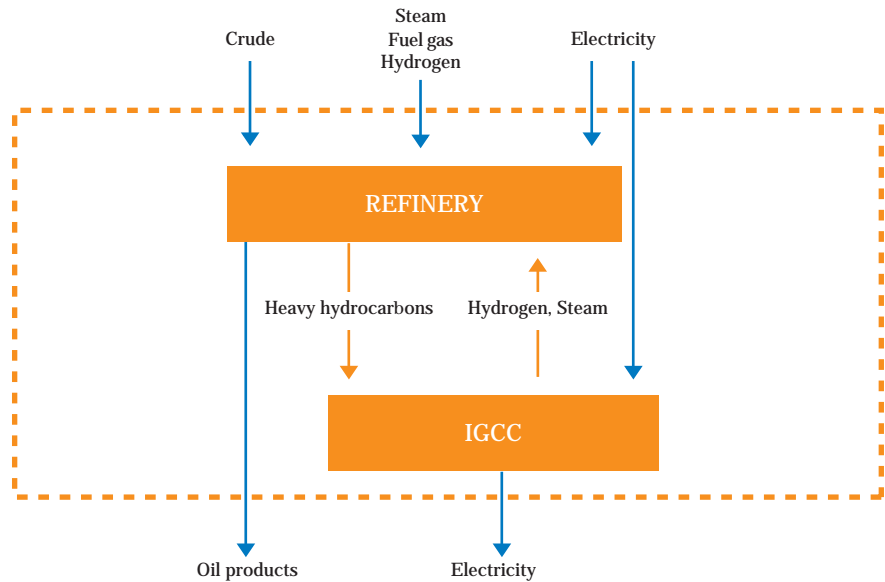 Crude
Steam
Fuel gas
Hydrogen
Electricity
REFINERY
Heavy hydrocarbons
Hydrogen, Steam
IGCC
Oil products
Electricity